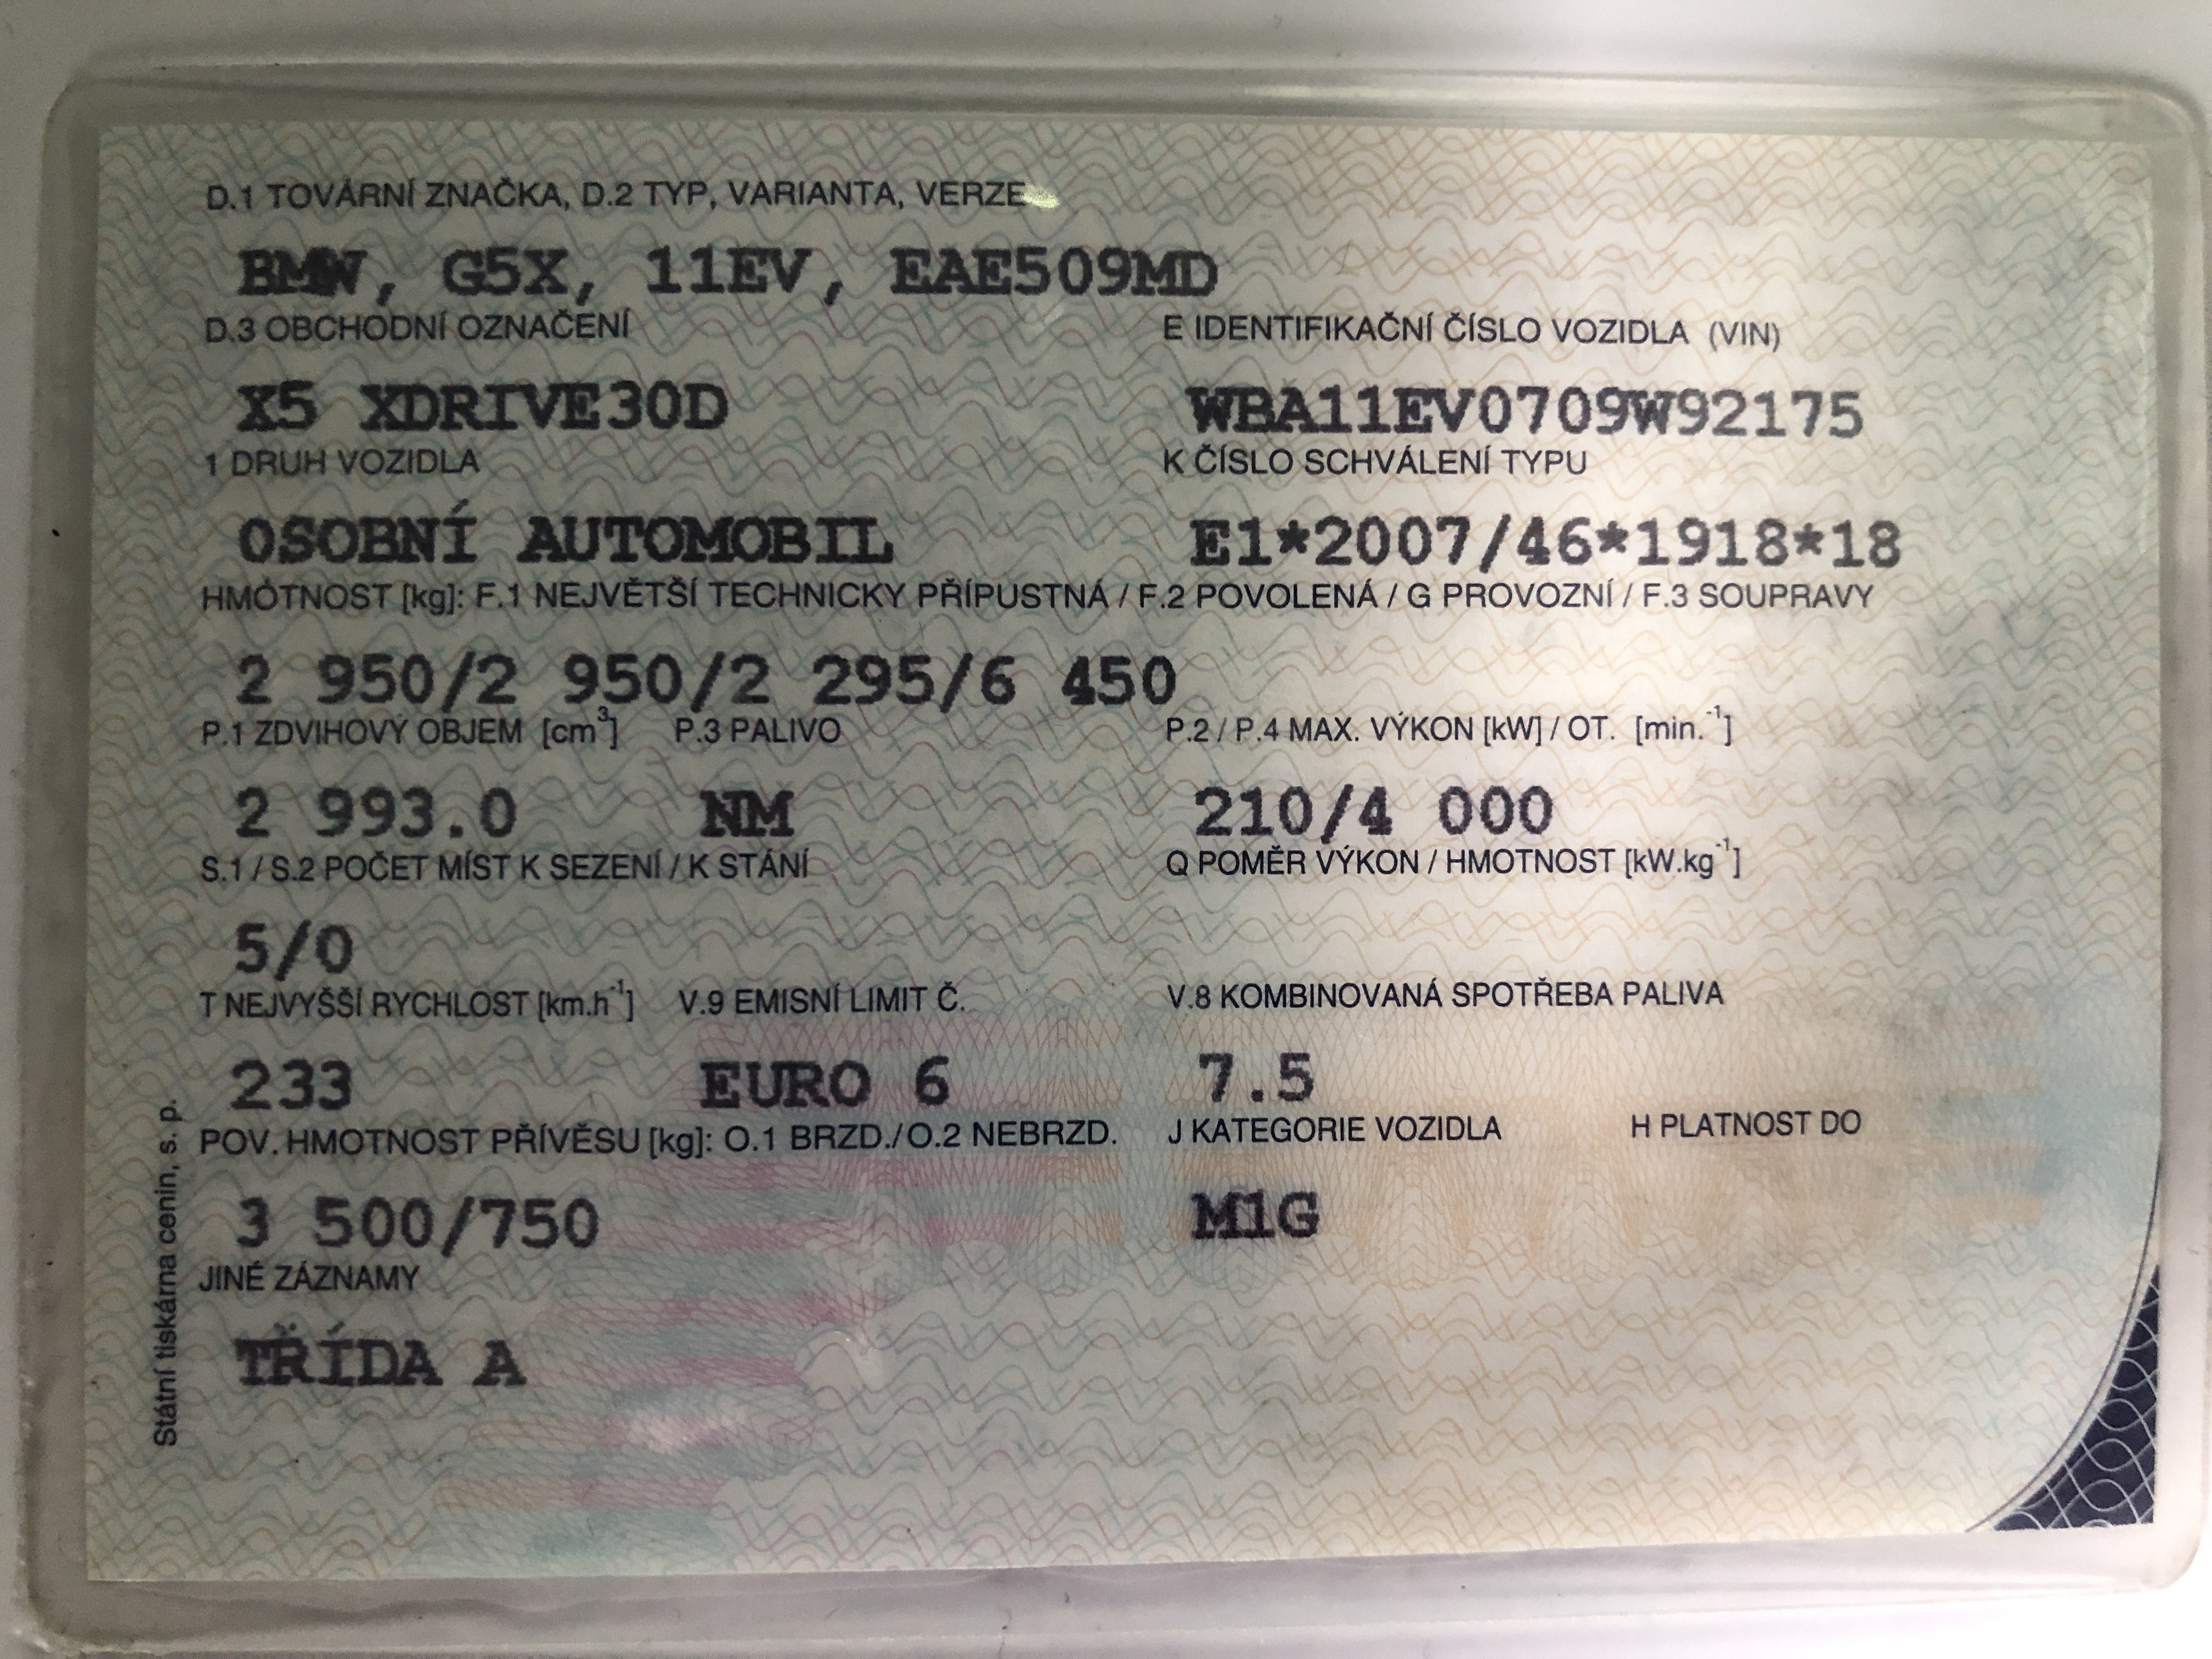 D.1 TOVÁRNÍ ZNAČKA, D.2 TYP, VARIANTA, VERZE
BMW, G5X, 11EV, EAE509MD
D.3 OBCHODNÍ OZNAČENÍ E IDENTIFIKAČNÍ ČÍSLO VOZIDLA (VIN)
X5 XDRIVE30D WBA11EV0709W92175
1 DRUH VOZIDLA K ČÍSLO SCHVÁLENÍ TYPU
OSOBNÍ AUTOMOBIL E1*2007/46*1918*18
HMOTNOST [kg]: F.1 NEJVĚTŠÍ TECHNICKY PŘÍPUSTNÁ / F.2 POVOLENÁ / G PROVOZNÍ / F.3 SOUPRAVY
2 950/2 950/2 295/6 450
P.1 ZDVIHOVÝ OBJEM [cm³] P.3 PALIVO P.2 / P.4 MAX. VÝKON [kW] / OT. [min.⁻¹]
2 993.0 NM 210/4 000
S.1 / S.2 POČET MÍST K SEZENÍ / K STÁNÍ Q POMĚR VÝKON / HMOTNOST [kW.kg⁻¹]
5/0
T NEJVYŠŠÍ RYCHLOST [km.h⁻¹] V.9 EMISNÍ LIMIT Č. V.8 KOMBINOVANÁ SPOTŘEBA PALIVA
233 EURO 6 7.5
POV. HMOTNOST PŘÍVĚSU [kg]: O.1 BRZD./O.2 NEBRZD. J KATEGORIE VOZIDLA H PLATNOST DO
3 500/750 M1G
JINÉ ZÁZNAMY
TŘÍDA A
Státní tiskárna cenin, s. p.